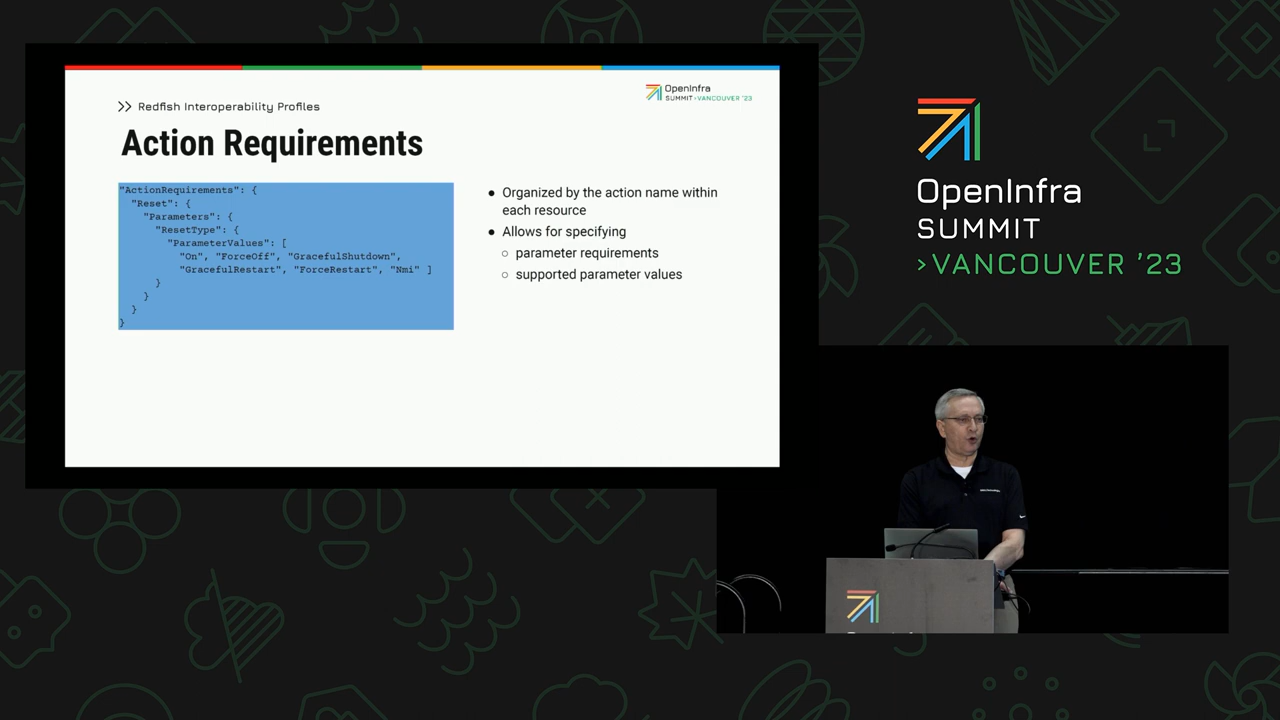 >> Redfish Interoperability Profiles
OpenInfra
SUMMIT›VANCOUVER '23
Action Requirements
"ActionRequirements": {
"Reset": {
"Parameters": {
"ResetType": {
"ParameterValues": [
"On", "ForceOff", "GracefulShutdown",
"GracefulRestart", "ForceRestart", "Nmi" ]
}
}
}
}
● Organized by the action name within
each resource
● Allows for specifying
○ parameter requirements
○ supported parameter values
OpenInfra
SUMMIT
>VANCOUVER '23